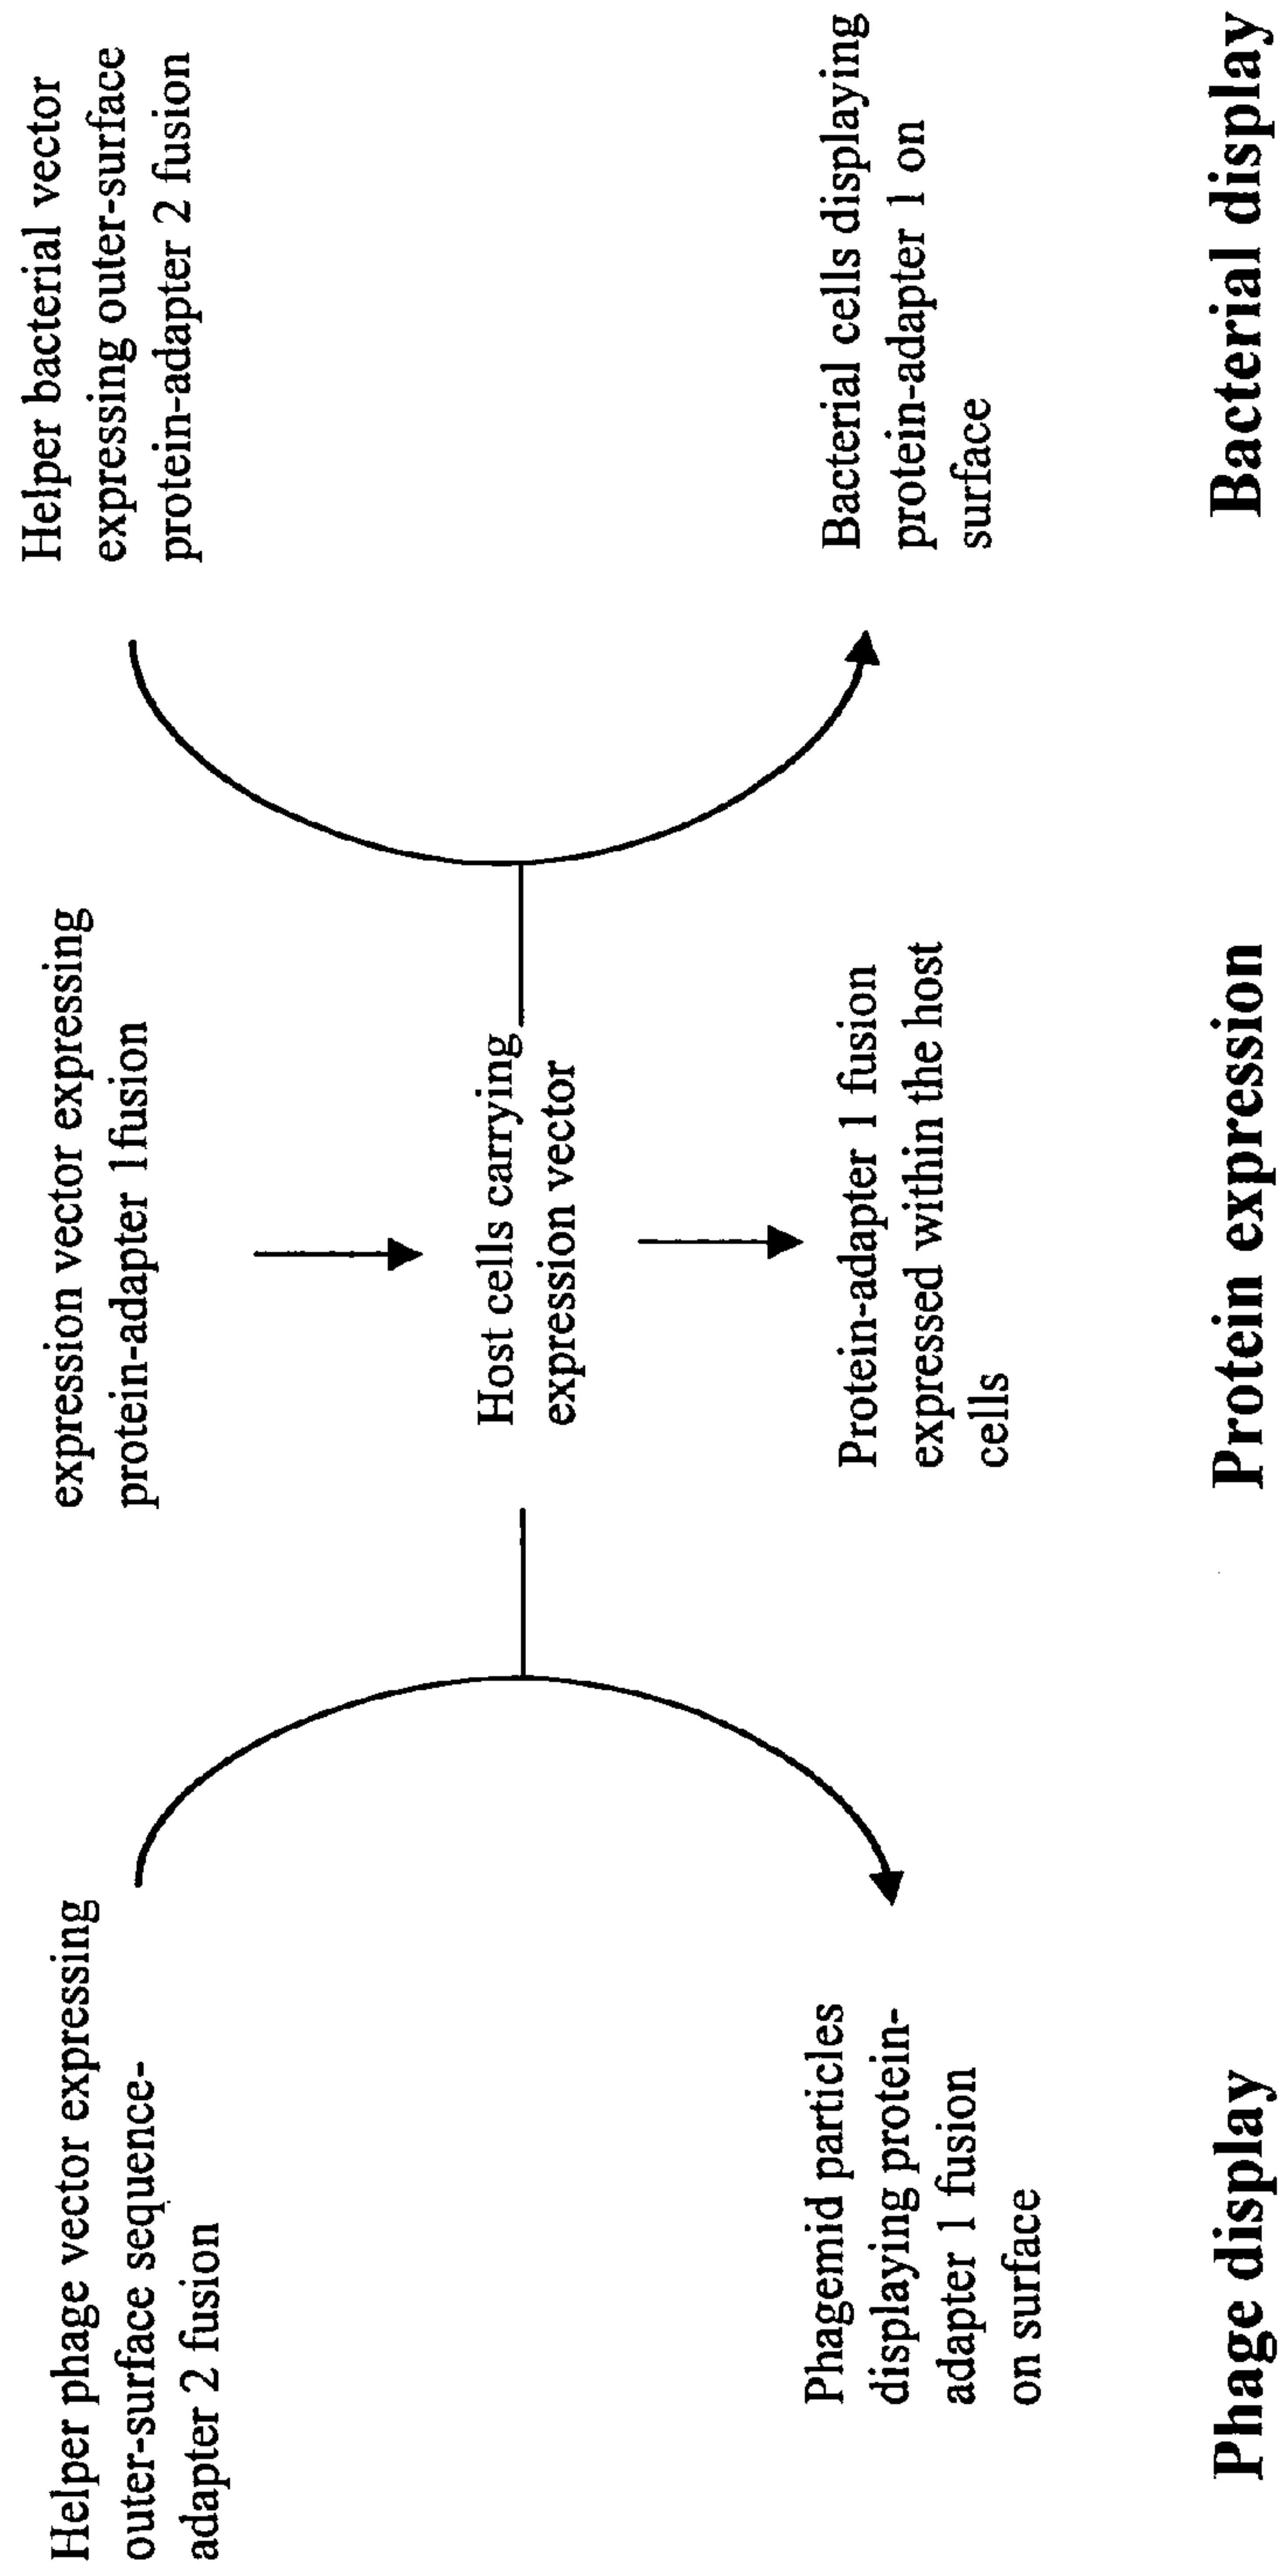 Helper phage vector expressing
outer-surface sequence-
adapter 2 fusion
expression vector expressing
protein-adapter 1fusion
Helper bacterial vector
expressing outer-surface
protein-adapter 2 fusion
Host cells carrying
expression vector
Phagemid particles
displaying protein-
adapter 1 fusion
on surface
Protein-adapter 1 fusion
expressed within the host
cells
Bacterial cells displaying
protein-adapter 1 on
surface
Phage display
Protein expression
Bacterial display